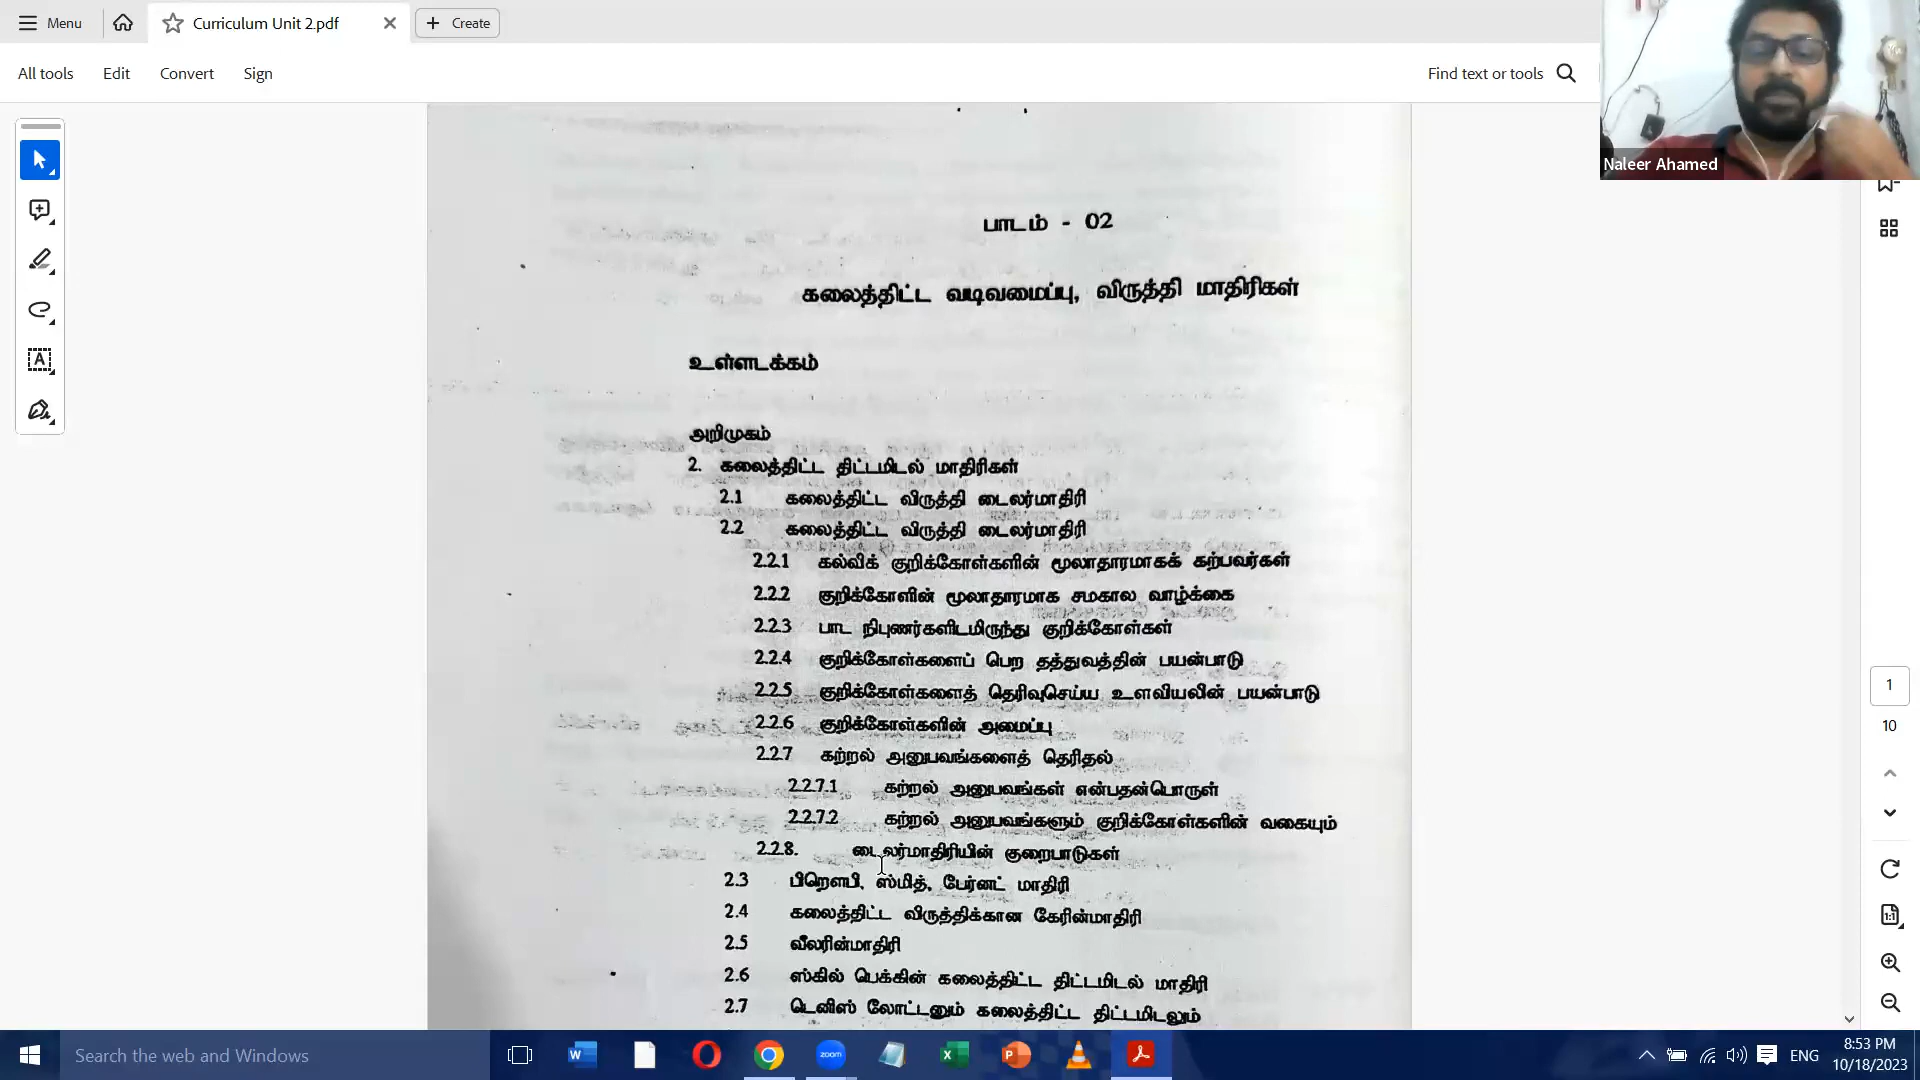 Menu
Curriculum Unit 2.pdf
Create
All tools
Edit
Convert
Sign
Find text or tools
Naleer Ahamed
பாடம் - 02
கலைத்திட்ட வடிவமைப்பு, விருத்தி மாதிரிகள்
உள்ளடக்கம்
அறிமுகம்
2. கலைத்திட்ட திட்டமிடல் மாதிரிகள்
2.1 கலைத்திட்ட விருத்தி டைலர்மாதிரி
2.2 கலைத்திட்ட விருத்தி டைலர்மாதிரி
2.2.1 கல்விக் குறிக்கோள்களின் மூலாதாரமாகக் கற்பவர்கள்
2.2.2 குறிக்கோளின் மூலாதாரமாக சமகால வாழ்க்கை
2.2.3 பாட நிபுணர்களிடமிருந்து குறிக்கோள்கள்
2.2.4 குறிக்கோள்களைப் பெற தத்துவத்தின் பயன்பாடு
2.2.5 குறிக்கோள்களைத் தெரிவுசெய்ய உளவியலின் பயன்பாடு
2.2.6 குறிக்கோள்களின் அமைப்பு
2.2.7 கற்றல் அனுபவங்களைத் தெரிதல்
2.2.7.1 கற்றல் அனுபவங்கள் என்பதன்பொருள்
2.2.7.2 கற்றல் அனுபவங்களும் குறிக்கோள்களின் வகையும்
2.2.8. டைலர்மாதிரியின் குறைபாடுகள்
2.3 பிறௌபி, ஸ்மித், பேர்னட் மாதிரி
2.4 கலைத்திட்ட விருத்திக்கான கேரின்மாதிரி
2.5 வீலரின்மாதிரி
2.6 ஸ்கில் பெக்கின் கலைத்திட்ட திட்டமிடல் மாதிரி
2.7 டெனிஸ் லோட்டனும் கலைத்திட்ட திட்டமிடலும்
1
10
Search the web and Windows
zoom
ENG
8:53 PM
10/18/2023